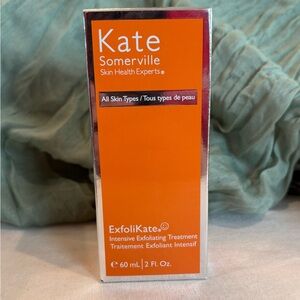 Kate
Somerville
Skin Health Experts®
All Skin Types / Tous types de peau
ExfoliKate®
Intensive Exfoliating Treatment
Traitement Exfoliant Intensif
℮ 60 mL | 2 Fl. Oz.